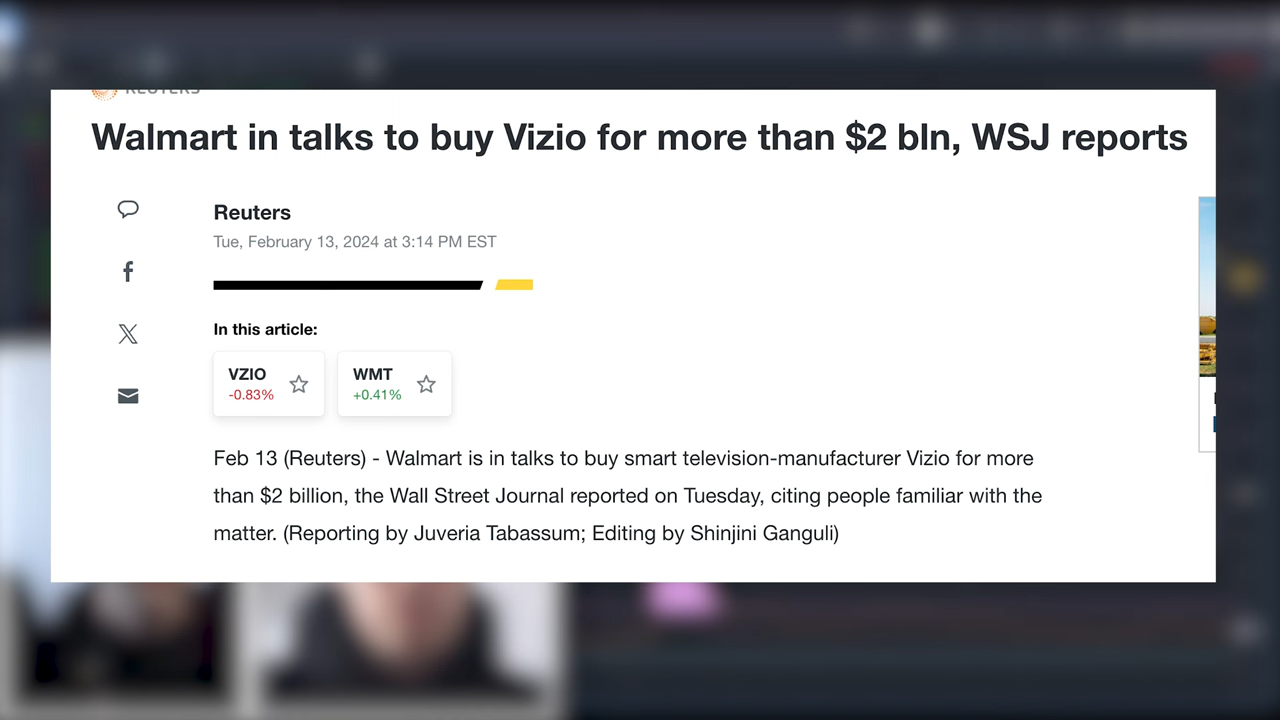 REUTERS
Walmart in talks to buy Vizio for more than $2 bln, WSJ reports
Reuters
Tue, February 13, 2024 at 3:14 PM EST
In this article:
VZIO
-0.83%
WMT
+0.41%
Feb 13 (Reuters) - Walmart is in talks to buy smart television-manufacturer Vizio for more
than $2 billion, the Wall Street Journal reported on Tuesday, citing people familiar with the
matter. (Reporting by Juveria Tabassum; Editing by Shinjini Ganguli)